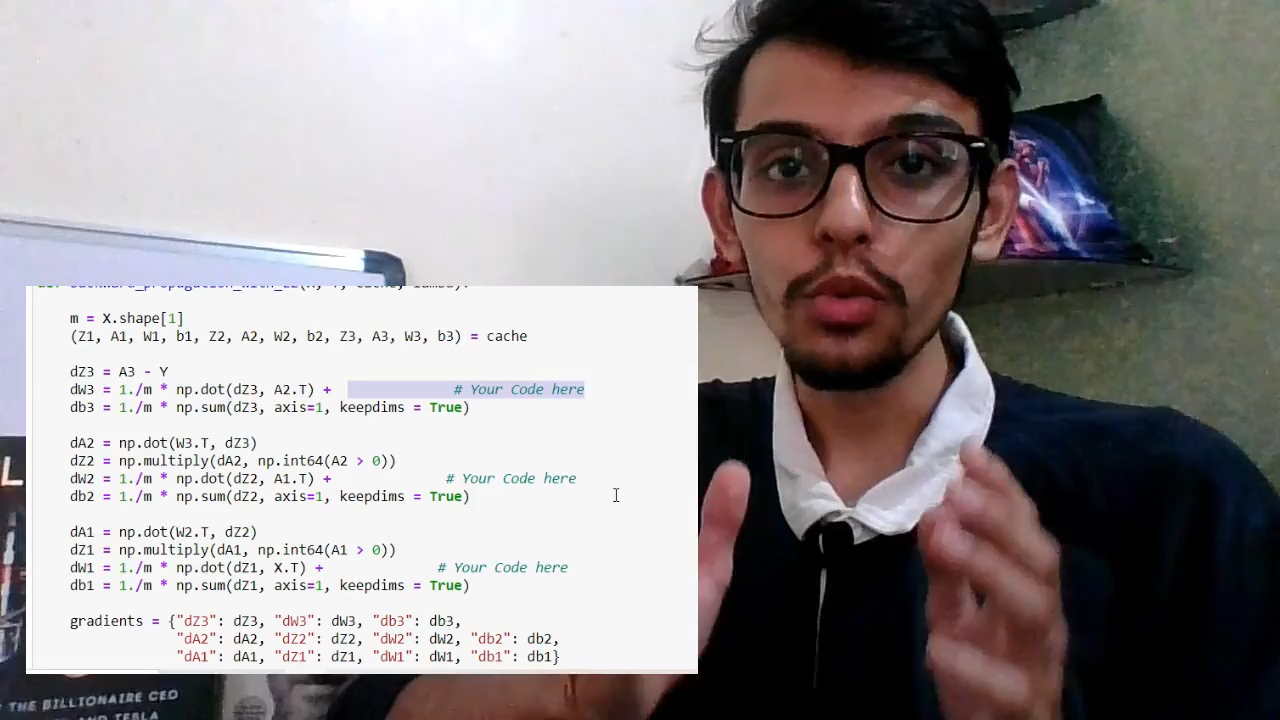 m = X.shape[1]
(Z1, A1, W1, b1, Z2, A2, W2, b2, Z3, A3, W3, b3) = cache
dZ3 = A3 - Y
dW3 = 1./m * np.dot(dZ3, A2.T) + # Your Code here
db3 = 1./m * np.sum(dZ3, axis=1, keepdims = True)
dA2 = np.dot(W3.T, dZ3)
dZ2 = np.multiply(dA2, np.int64(A2 > 0))
dW2 = 1./m * np.dot(dZ2, A1.T) + # Your Code here
db2 = 1./m * np.sum(dZ2, axis=1, keepdims = True)
dA1 = np.dot(W2.T, dZ2)
dZ1 = np.multiply(dA1, np.int64(A1 > 0))
dW1 = 1./m * np.dot(dZ1, X.T) + # Your Code here
db1 = 1./m * np.sum(dZ1, axis=1, keepdims = True)
gradients = {"dZ3": dZ3, "dW3": dW3, "db3": db3,
"dA2": dA2, "dZ2": dZ2, "dW2": dW2, "db2": db2,
"dA1": dA1, "dZ1": dZ1, "dW1": dW1, "db1": db1}
THE BILLIONAIRE CEO
TESLA